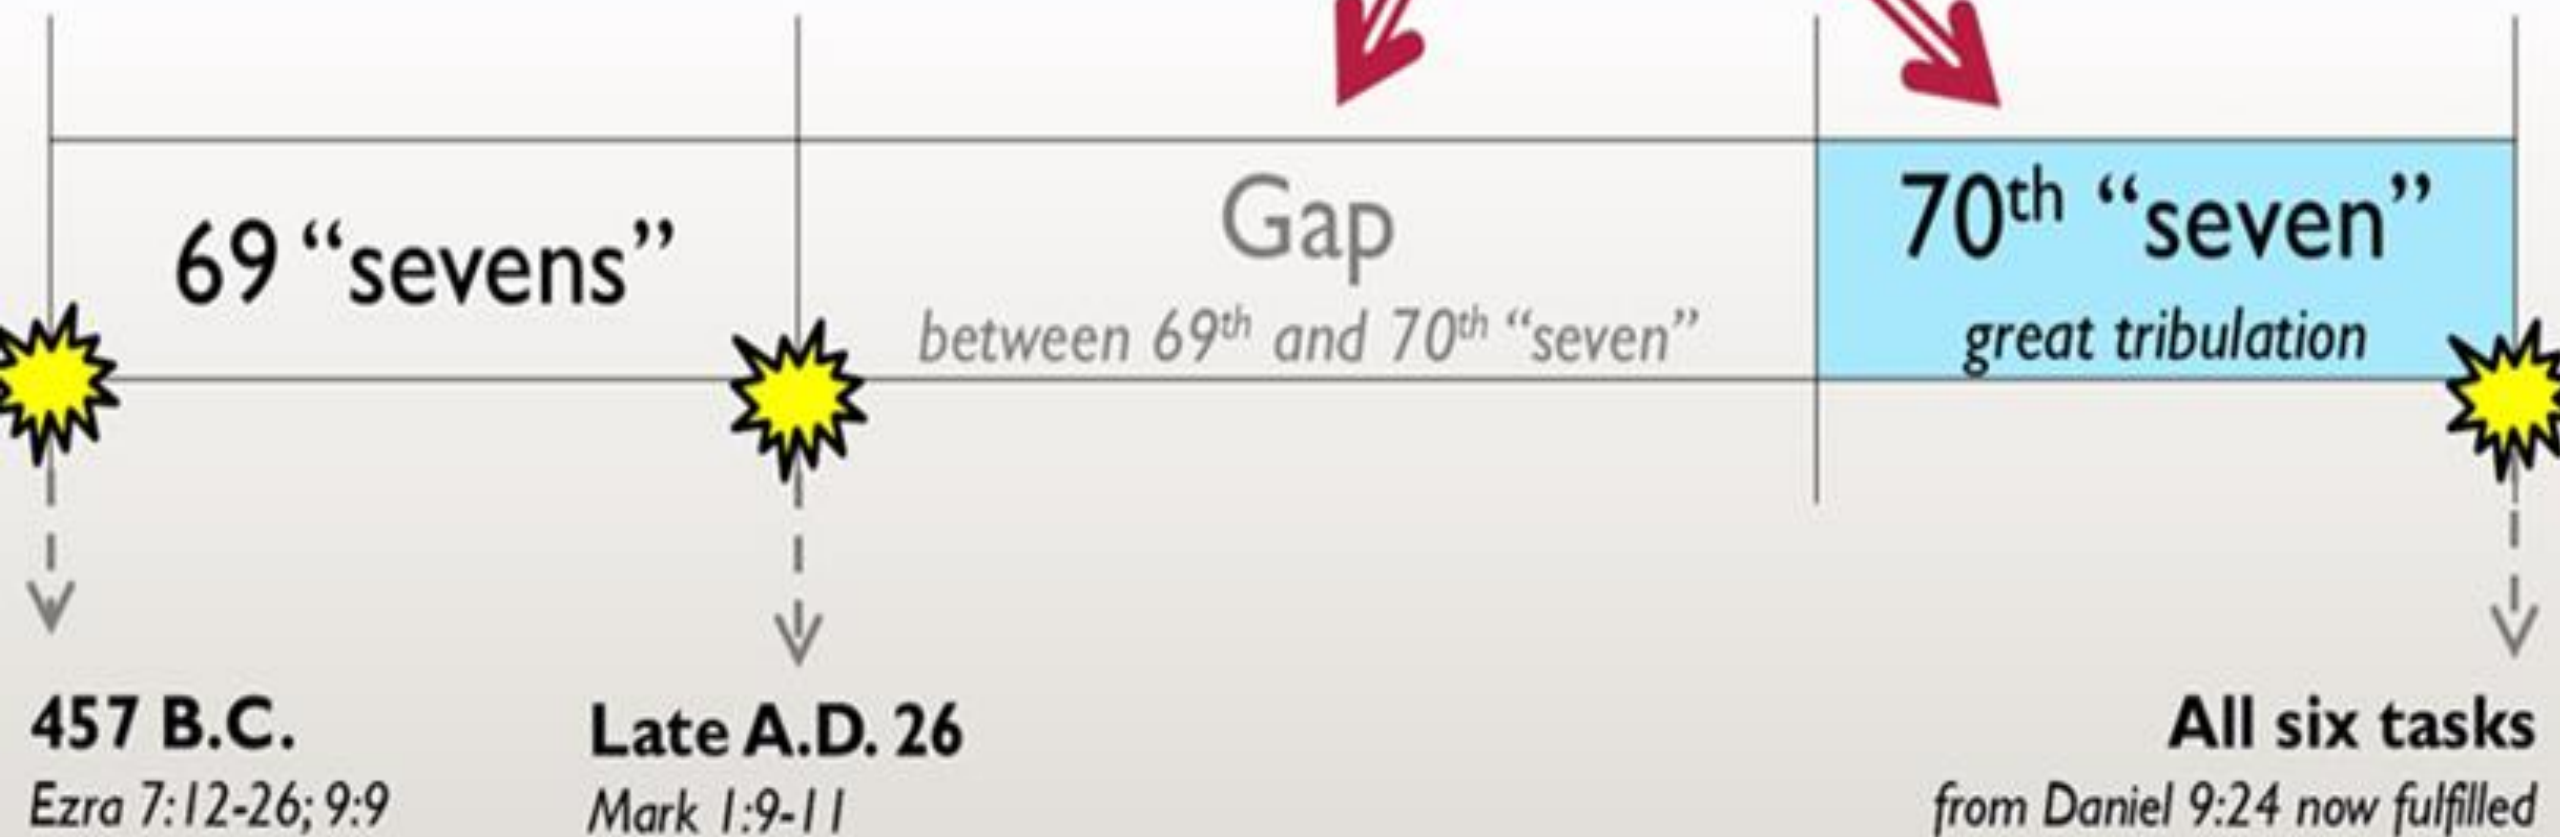 69 “sevens”
Gap
between 69th and 70th “seven”
70th “seven”
great tribulation
457 B.C.
Ezra 7:12-26; 9:9
Late A.D. 26
Mark 1:9-11
All six tasks
from Daniel 9:24 now fulfilled